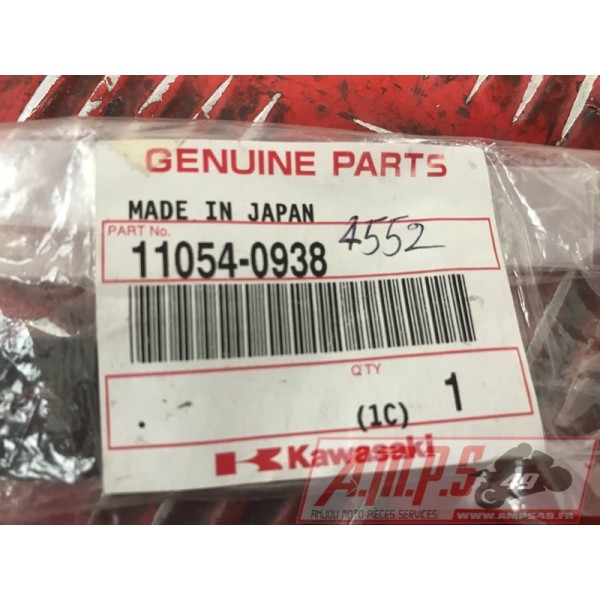 GENUINE PARTS
MADE IN JAPAN
PART No.
11054-0938 4552
QTY
(1C) 1
Kawasaki
A.M.P.S 49
ANJOU MOTO PIÈCES SERVICES
WWW.AMPS49.FR